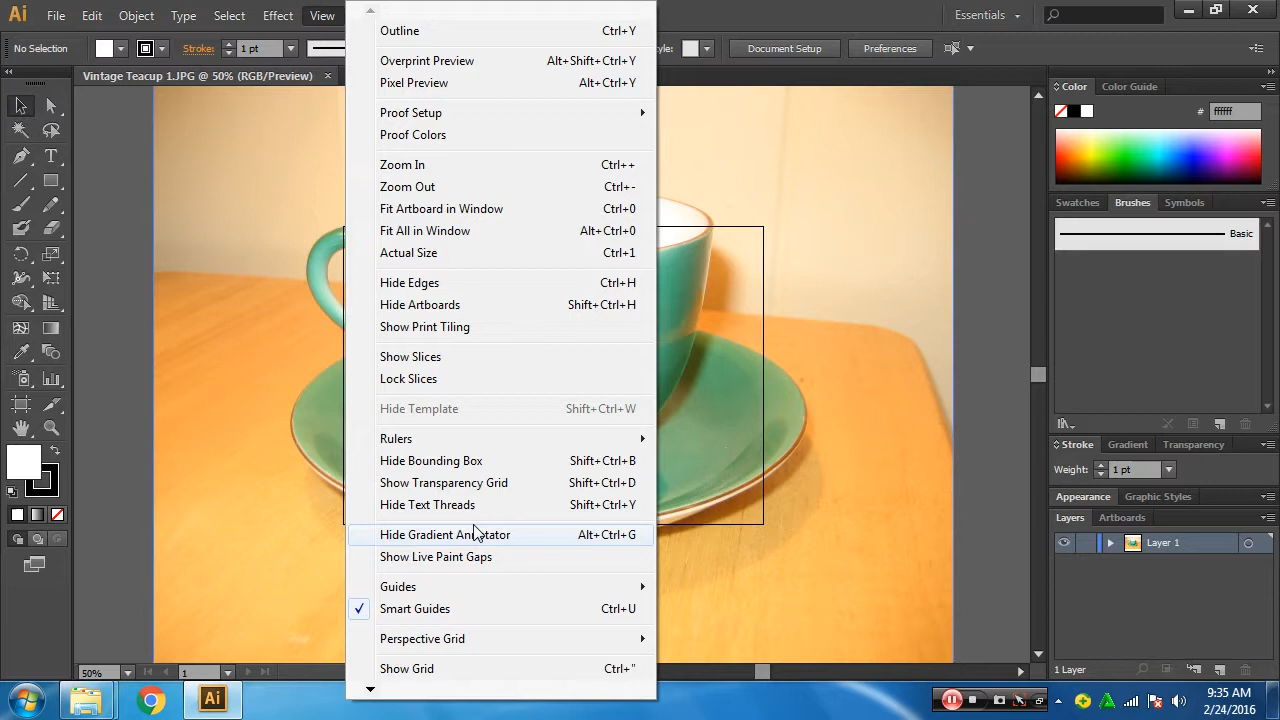 Ai File Edit Object Type Select Effect View Essentials
No Selection Stroke: 1 pt Style: Document Setup Preferences
Vintage Teacup 1.JPG @ 50% (RGB/Preview) ×
Outline Ctrl+Y
Overprint Preview Alt+Shift+Ctrl+Y
Pixel Preview Alt+Ctrl+Y
Proof Setup
Proof Colors
Zoom In Ctrl++
Zoom Out Ctrl+-
Fit Artboard in Window Ctrl+0
Fit All in Window Alt+Ctrl+0
Actual Size Ctrl+1
Hide Edges Ctrl+H
Hide Artboards Shift+Ctrl+H
Show Print Tiling
Show Slices
Lock Slices
Hide Template Shift+Ctrl+W
Rulers
Hide Bounding Box Shift+Ctrl+B
Show Transparency Grid Shift+Ctrl+D
Hide Text Threads Shift+Ctrl+Y
Hide Gradient Annotator Alt+Ctrl+G
Show Live Paint Gaps
Guides
Smart Guides Ctrl+U
Perspective Grid
Show Grid Ctrl+"
Color Color Guide
# ffffff
Swatches Brushes Symbols
Basic
Stroke Gradient Transparency
Weight: 1 pt
Appearance Graphic Styles
Layers Artboards
Layer 1
50% 1
1 Layer
Ai
9:35 AM
2/24/2016